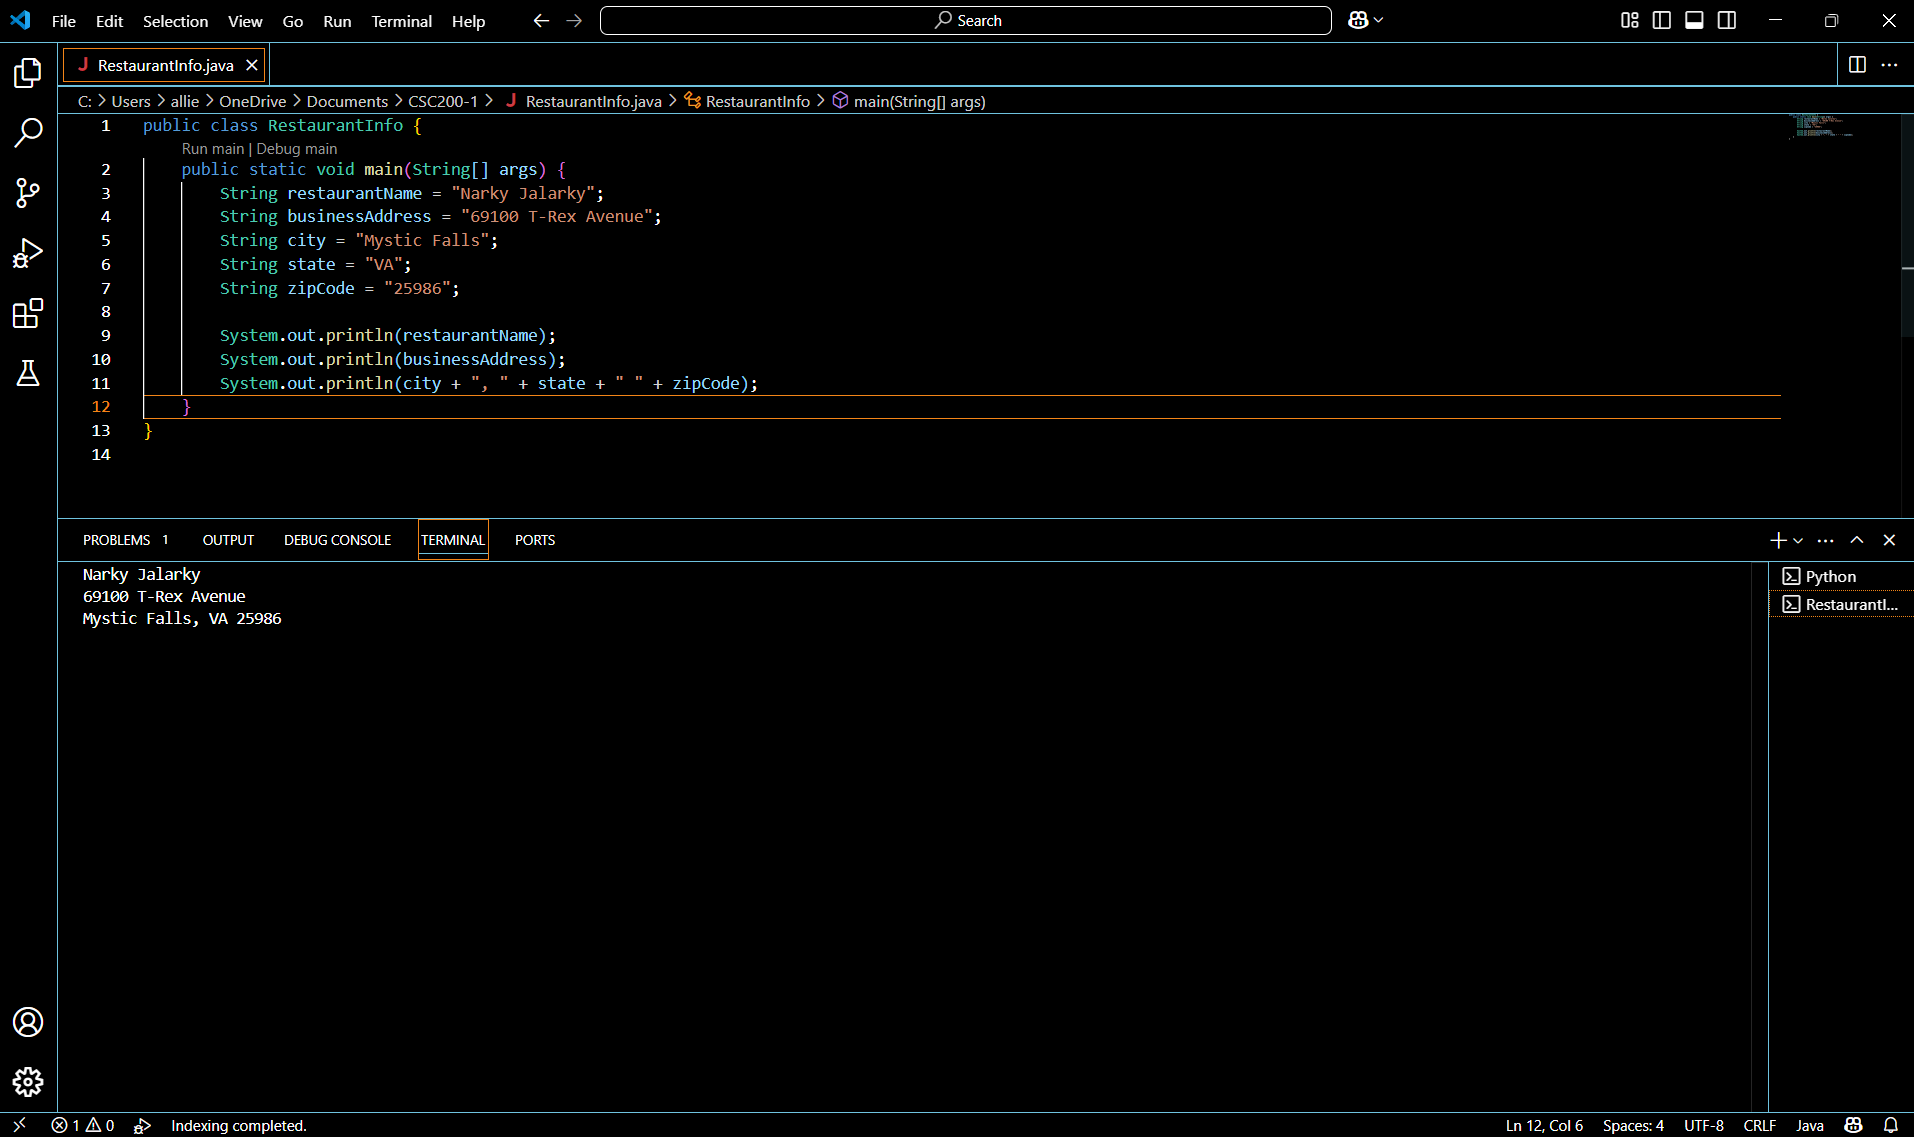 File Edit Selection View Go Run Terminal Help Search
RestaurantInfo.java
C: > Users > allie > OneDrive > Documents > CSC200-1 > RestaurantInfo.java > RestaurantInfo > main(String[] args)
1 public class RestaurantInfo {
Run main | Debug main
2 public static void main(String[] args) {
3 String restaurantName = "Narky Jalarky";
4 String businessAddress = "69100 T-Rex Avenue";
5 String city = "Mystic Falls";
6 String state = "VA";
7 String zipCode = "25986";
8
9 System.out.println(restaurantName);
10 System.out.println(businessAddress);
11 System.out.println(city + ", " + state + " " + zipCode);
12 }
13 }
14
PROBLEMS 1 OUTPUT DEBUG CONSOLE TERMINAL PORTS
Narky Jalarky
69100 T-Rex Avenue
Mystic Falls, VA 25986
Python
RestaurantI...
1 0 Indexing completed. Ln 12, Col 6 Spaces: 4 UTF-8 CRLF Java